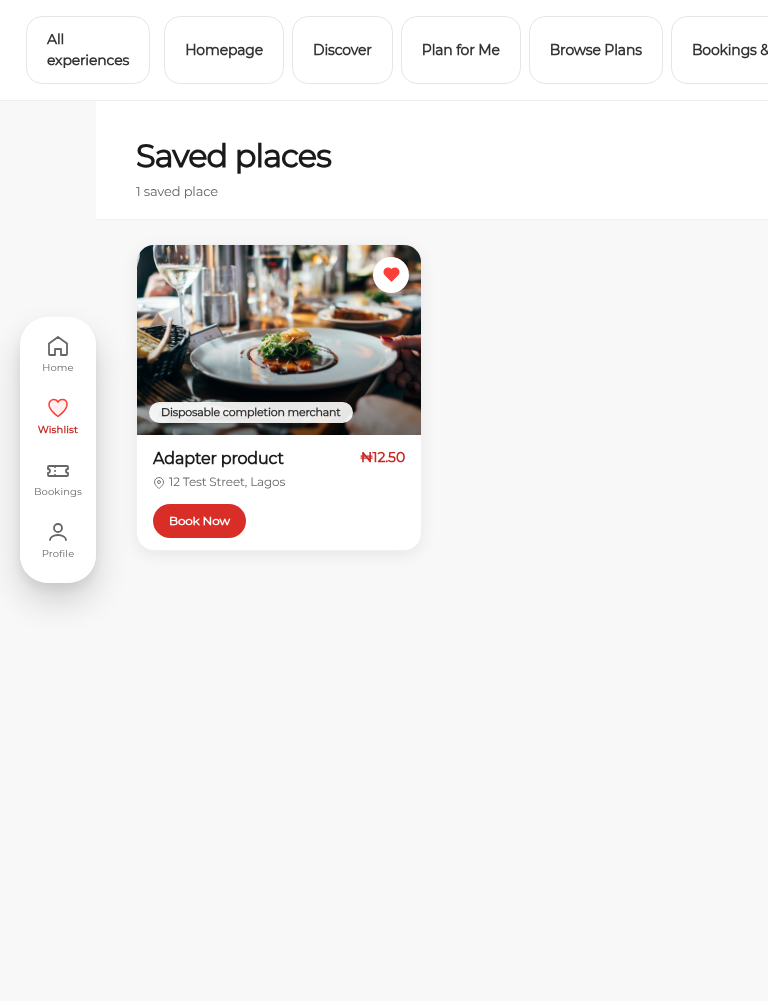 All
experiences
Homepage
Discover
Plan for Me
Browse Plans
Bookings &
Saved places
1 saved place
Home
Wishlist
Bookings
Profile
Disposable completion merchant
Adapter product
₦12.50
12 Test Street, Lagos
Book Now